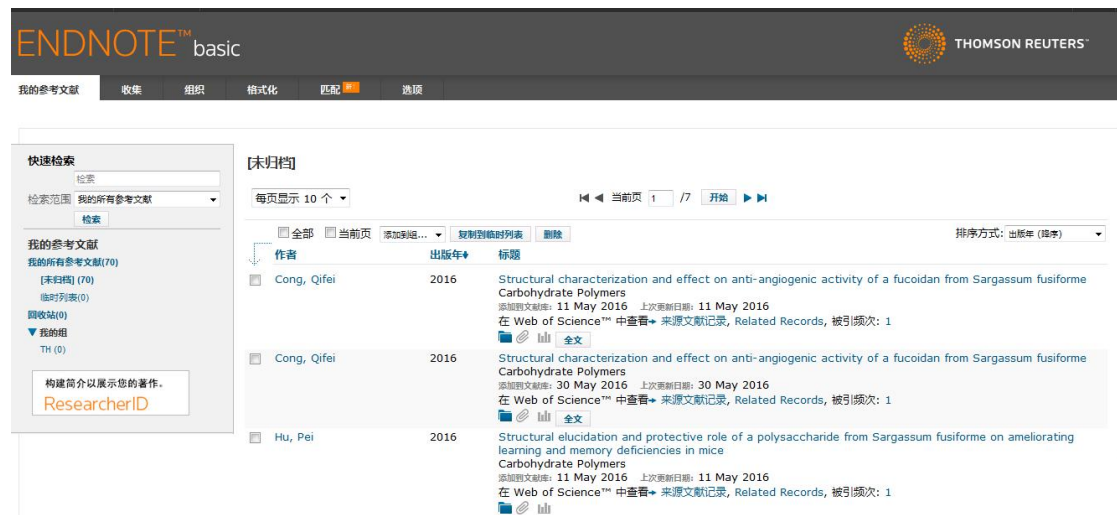 ENDNOTE™ basic
THOMSON REUTERS™
我的参考文献 收集 组织 格式化 匹配 选项
快速检索
检索
检索范围 我的所有参考文献
检索
我的参考文献
我的所有参考文献(70)
[未归档] (70)
临时列表(0)
回收站(0)
▼ 我的组
TH (0)
构建简介以展示您的著作。
ResearcherID
[未归档]
每页显示 10 个
当前页 1 /7 开始
全部 当前页 添加到组... 复制到临时列表 删除 排序方式: 出版年 (降序)
作者 出版年 标题
Cong, Qifei 2016 Structural characterization and effect on anti-angiogenic activity of a fucoidan from Sargassum fusiforme
Carbohydrate Polymers
添加到文献库: 11 May 2016 上次更新日期: 11 May 2016
在 Web of Science™ 中查看➔ 来源文献记录, Related Records, 被引频次: 1
全文
Cong, Qifei 2016 Structural characterization and effect on anti-angiogenic activity of a fucoidan from Sargassum fusiforme
Carbohydrate Polymers
添加到文献库: 30 May 2016 上次更新日期: 30 May 2016
在 Web of Science™ 中查看➔ 来源文献记录, Related Records, 被引频次: 1
全文
Hu, Pei 2016 Structural elucidation and protective role of a polysaccharide from Sargassum fusiforme on ameliorating
learning and memory deficiencies in mice
Carbohydrate Polymers
添加到文献库: 11 May 2016 上次更新日期: 11 May 2016
在 Web of Science™ 中查看➔ 来源文献记录, Related Records, 被引频次: 1